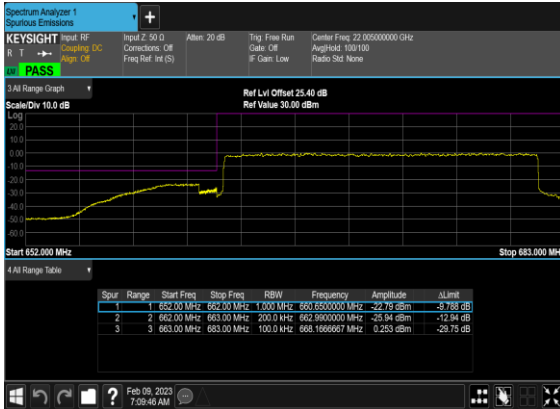 Spectrum Analyzer 1
Spurious Emissions
+
KEYSIGHT Input: RF Input Z: 50 Ω Atten: 20 dB Trig: Free Run Center Freq: 22.005000000 GHz
R T Coupling: DC Corrections: Off Gate: Off Avg|Hold: 100/100
Align: Off Freq Ref: Int (S) IF Gain: Low Radio Std: None
PASS
3 All Range Graph
Ref Lvl Offset 25.40 dB
Scale/Div 10.0 dB Ref Value 30.00 dBm
Log
20.0
10.0
0.00
-10.0
-20.0
-30.0
-40.0
-50.0
-60.0
Start 652.000 MHz Stop 683.000 MH
4 All Range Table
Spur Range Start Freq Stop Freq RBW Frequency Amplitude ΔLimit
1 1 652.00 MHz 662.00 MHz 1.000 MHz 660.6500000 MHz -22.79 dBm -9.788 dB
2 2 662.00 MHz 663.00 MHz 200.0 kHz 662.9900000 MHz -25.94 dBm -12.94 dB
3 3 663.00 MHz 683.00 MHz 100.0 kHz 668.1666667 MHz 0.253 dBm -29.75 dB
? Feb 09, 2023
7:09:46 AM